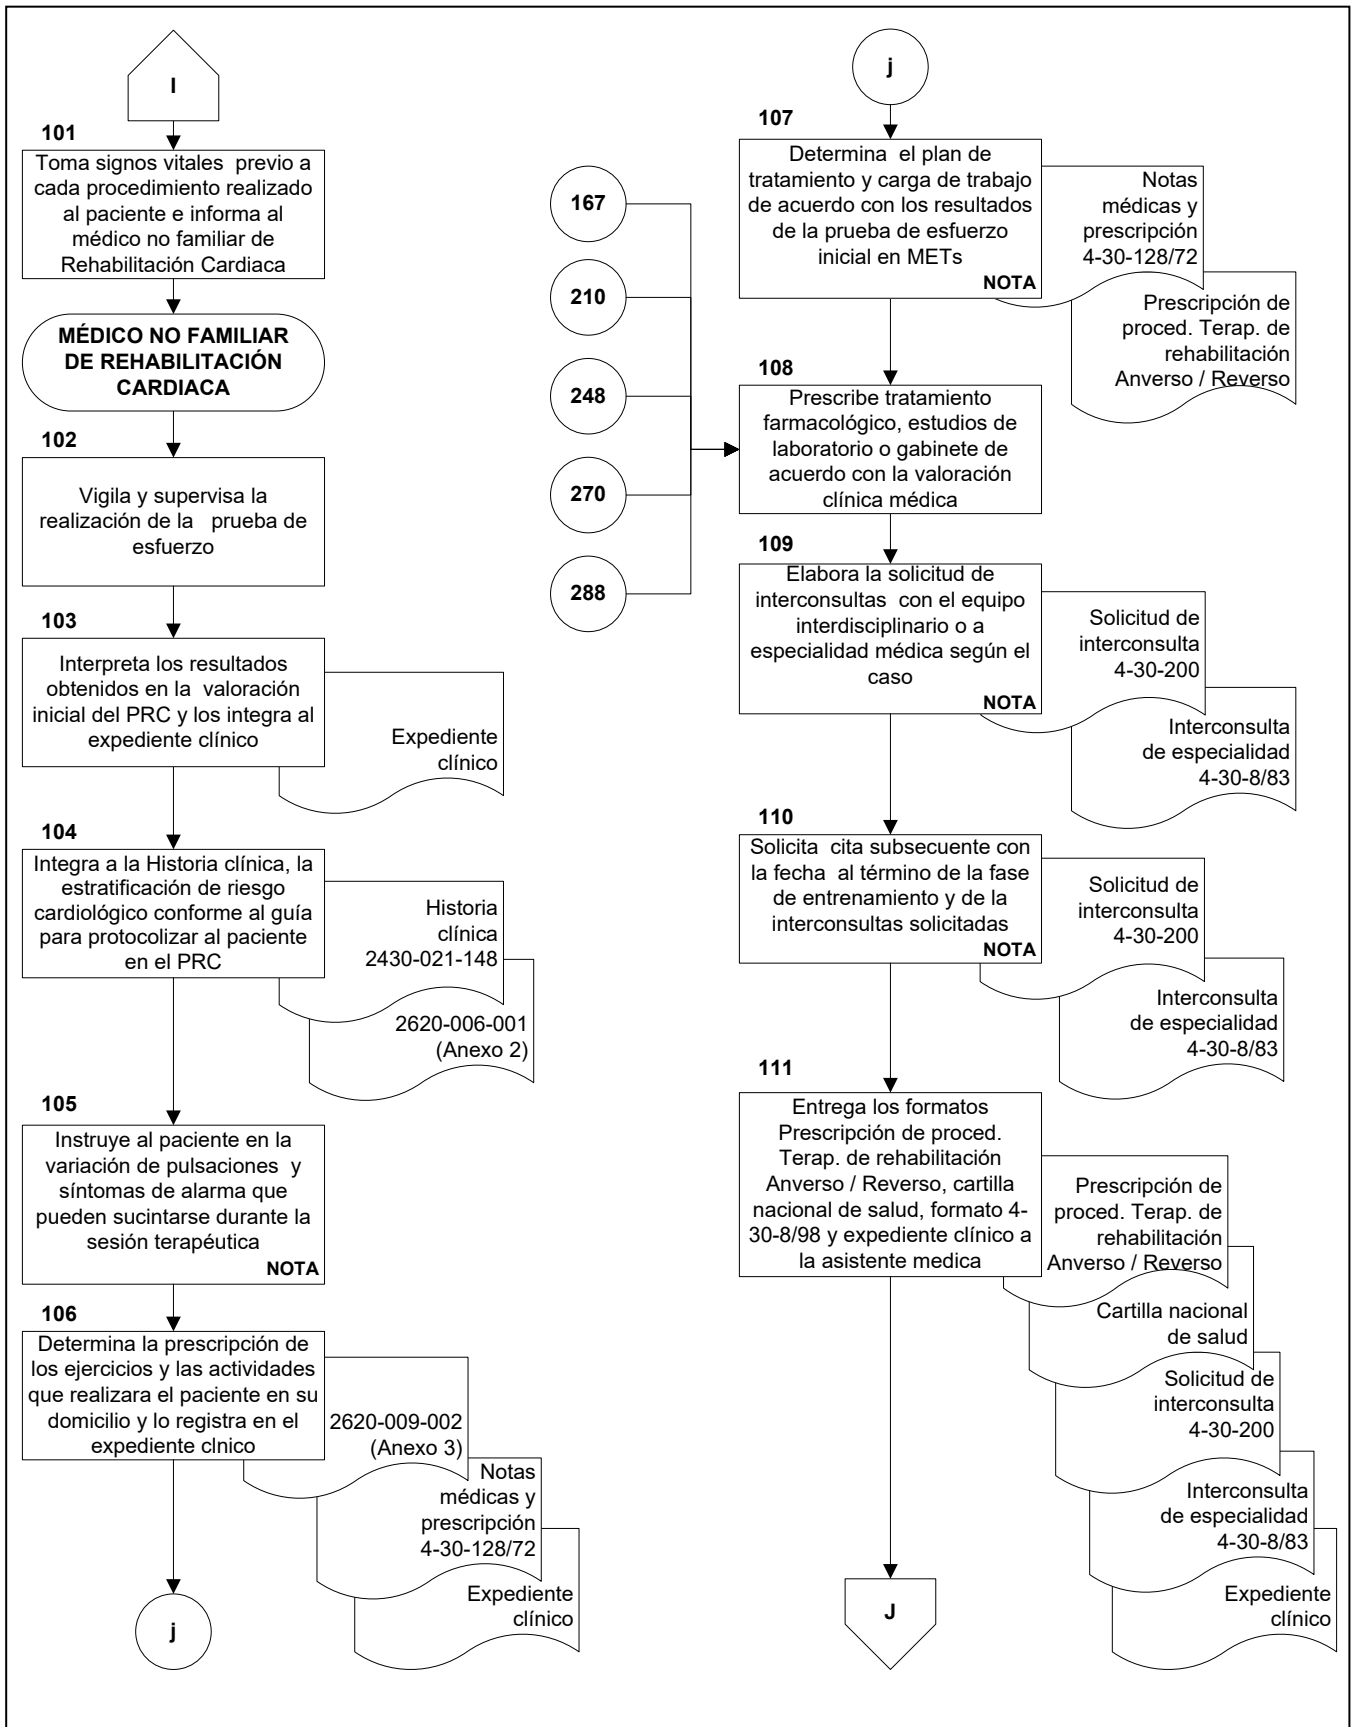 I
101
Toma signos vitales previo a
cada procedimiento realizado
al paciente e informa al
médico no familiar de
Rehabilitación Cardiaca
MÉDICO NO FAMILIAR
DE REHABILITACIÓN
CARDIACA
102
Vigila y supervisa la
realización de la prueba de
esfuerzo
103
Interpreta los resultados
obtenidos en la valoración
inicial del PRC y los integra al
expediente clínico
Expediente
clínico
104
Integra a la Historia clínica, la
estratificación de riesgo
cardiológico conforme al guía
para protocolizar al paciente
en el PRC
Historia
clínica
2430-021-148
2620-006-001
(Anexo 2)
105
Instruye al paciente en la
variación de pulsaciones y
síntomas de alarma que
pueden sucintarse durante la
sesión terapéutica
NOTA
106
Determina la prescripción de
los ejercicios y las actividades
que realizara el paciente en su
domicilio y lo registra en el
expediente clnico
2620-009-002
(Anexo 3)
Notas
médicas y
prescripción
4-30-128/72
Expediente
clínico
j
j
107
Determina el plan de
tratamiento y carga de trabajo
de acuerdo con los resultados
de la prueba de esfuerzo
inicial en METs
NOTA
Notas
médicas y
prescripción
4-30-128/72
Prescripción de
proced. Terap. de
rehabilitación
Anverso / Reverso
167
210
248
270
288
108
Prescribe tratamiento
farmacológico, estudios de
laboratorio o gabinete de
acuerdo con la valoración
clínica médica
109
Elabora la solicitud de
interconsultas con el equipo
interdisciplinario o a
especialidad médica según el
caso
NOTA
Solicitud de
interconsulta
4-30-200
Interconsulta
de especialidad
4-30-8/83
110
Solicita cita subsecuente con
la fecha al término de la fase
de entrenamiento y de la
interconsultas solicitadas
NOTA
Solicitud de
interconsulta
4-30-200
Interconsulta
de especialidad
4-30-8/83
111
Entrega los formatos
Prescripción de proced.
Terap. de rehabilitación
Anverso / Reverso, cartilla
nacional de salud, formato 4-
30-8/98 y expediente clínico a
la asistente medica
Prescripción de
proced. Terap. de
rehabilitación
Anverso / Reverso
Cartilla nacional
de salud
Solicitud de
interconsulta
4-30-200
Interconsulta
de especialidad
4-30-8/83
Expediente
clínico
J